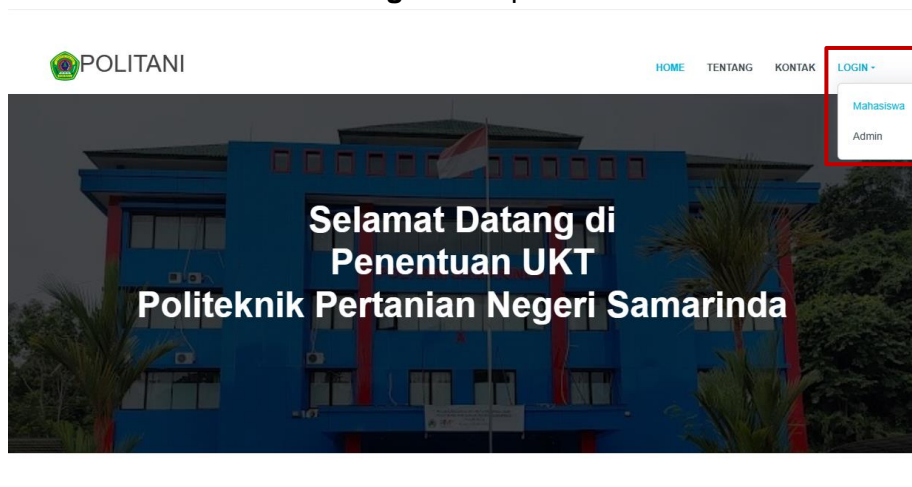 POLITANI
HOME TENTANG KONTAK LOGIN
Mahasiswa
Admin
Selamat Datang di
Penentuan UKT
Politeknik Pertanian Negeri Samarinda